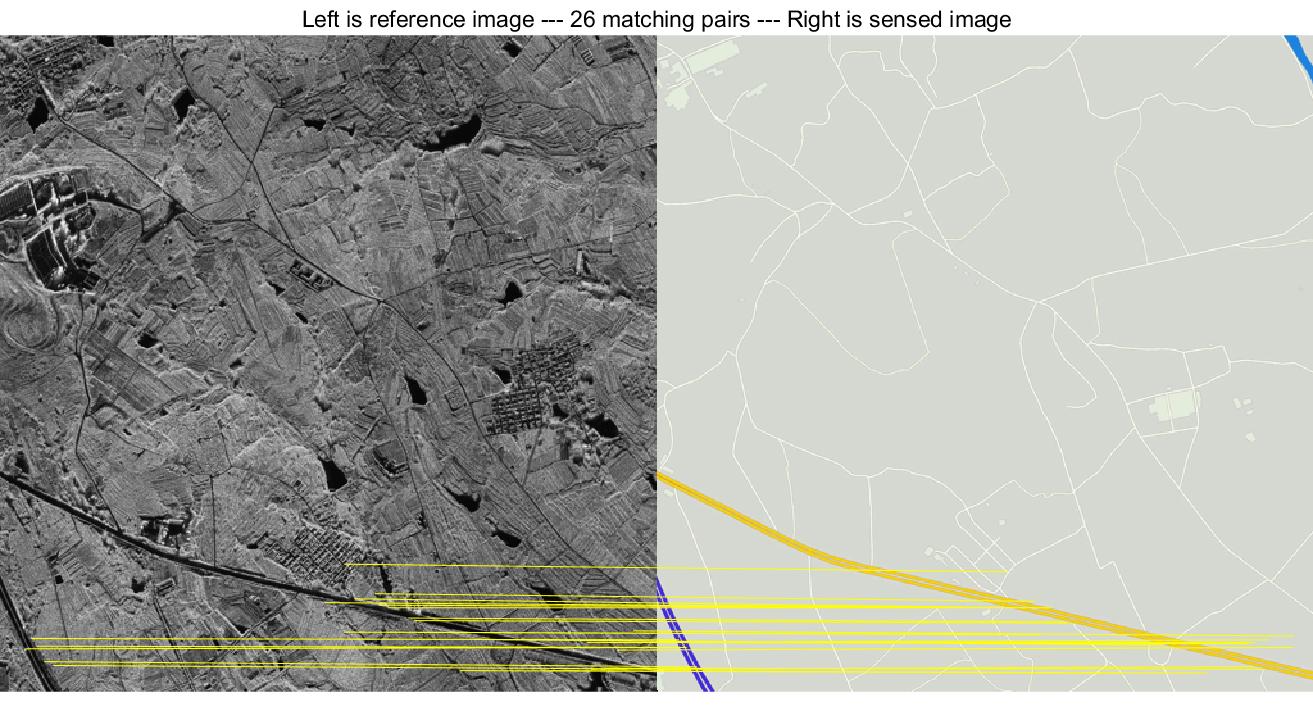 Left is reference image --- 26 matching pairs --- Right is sensed image